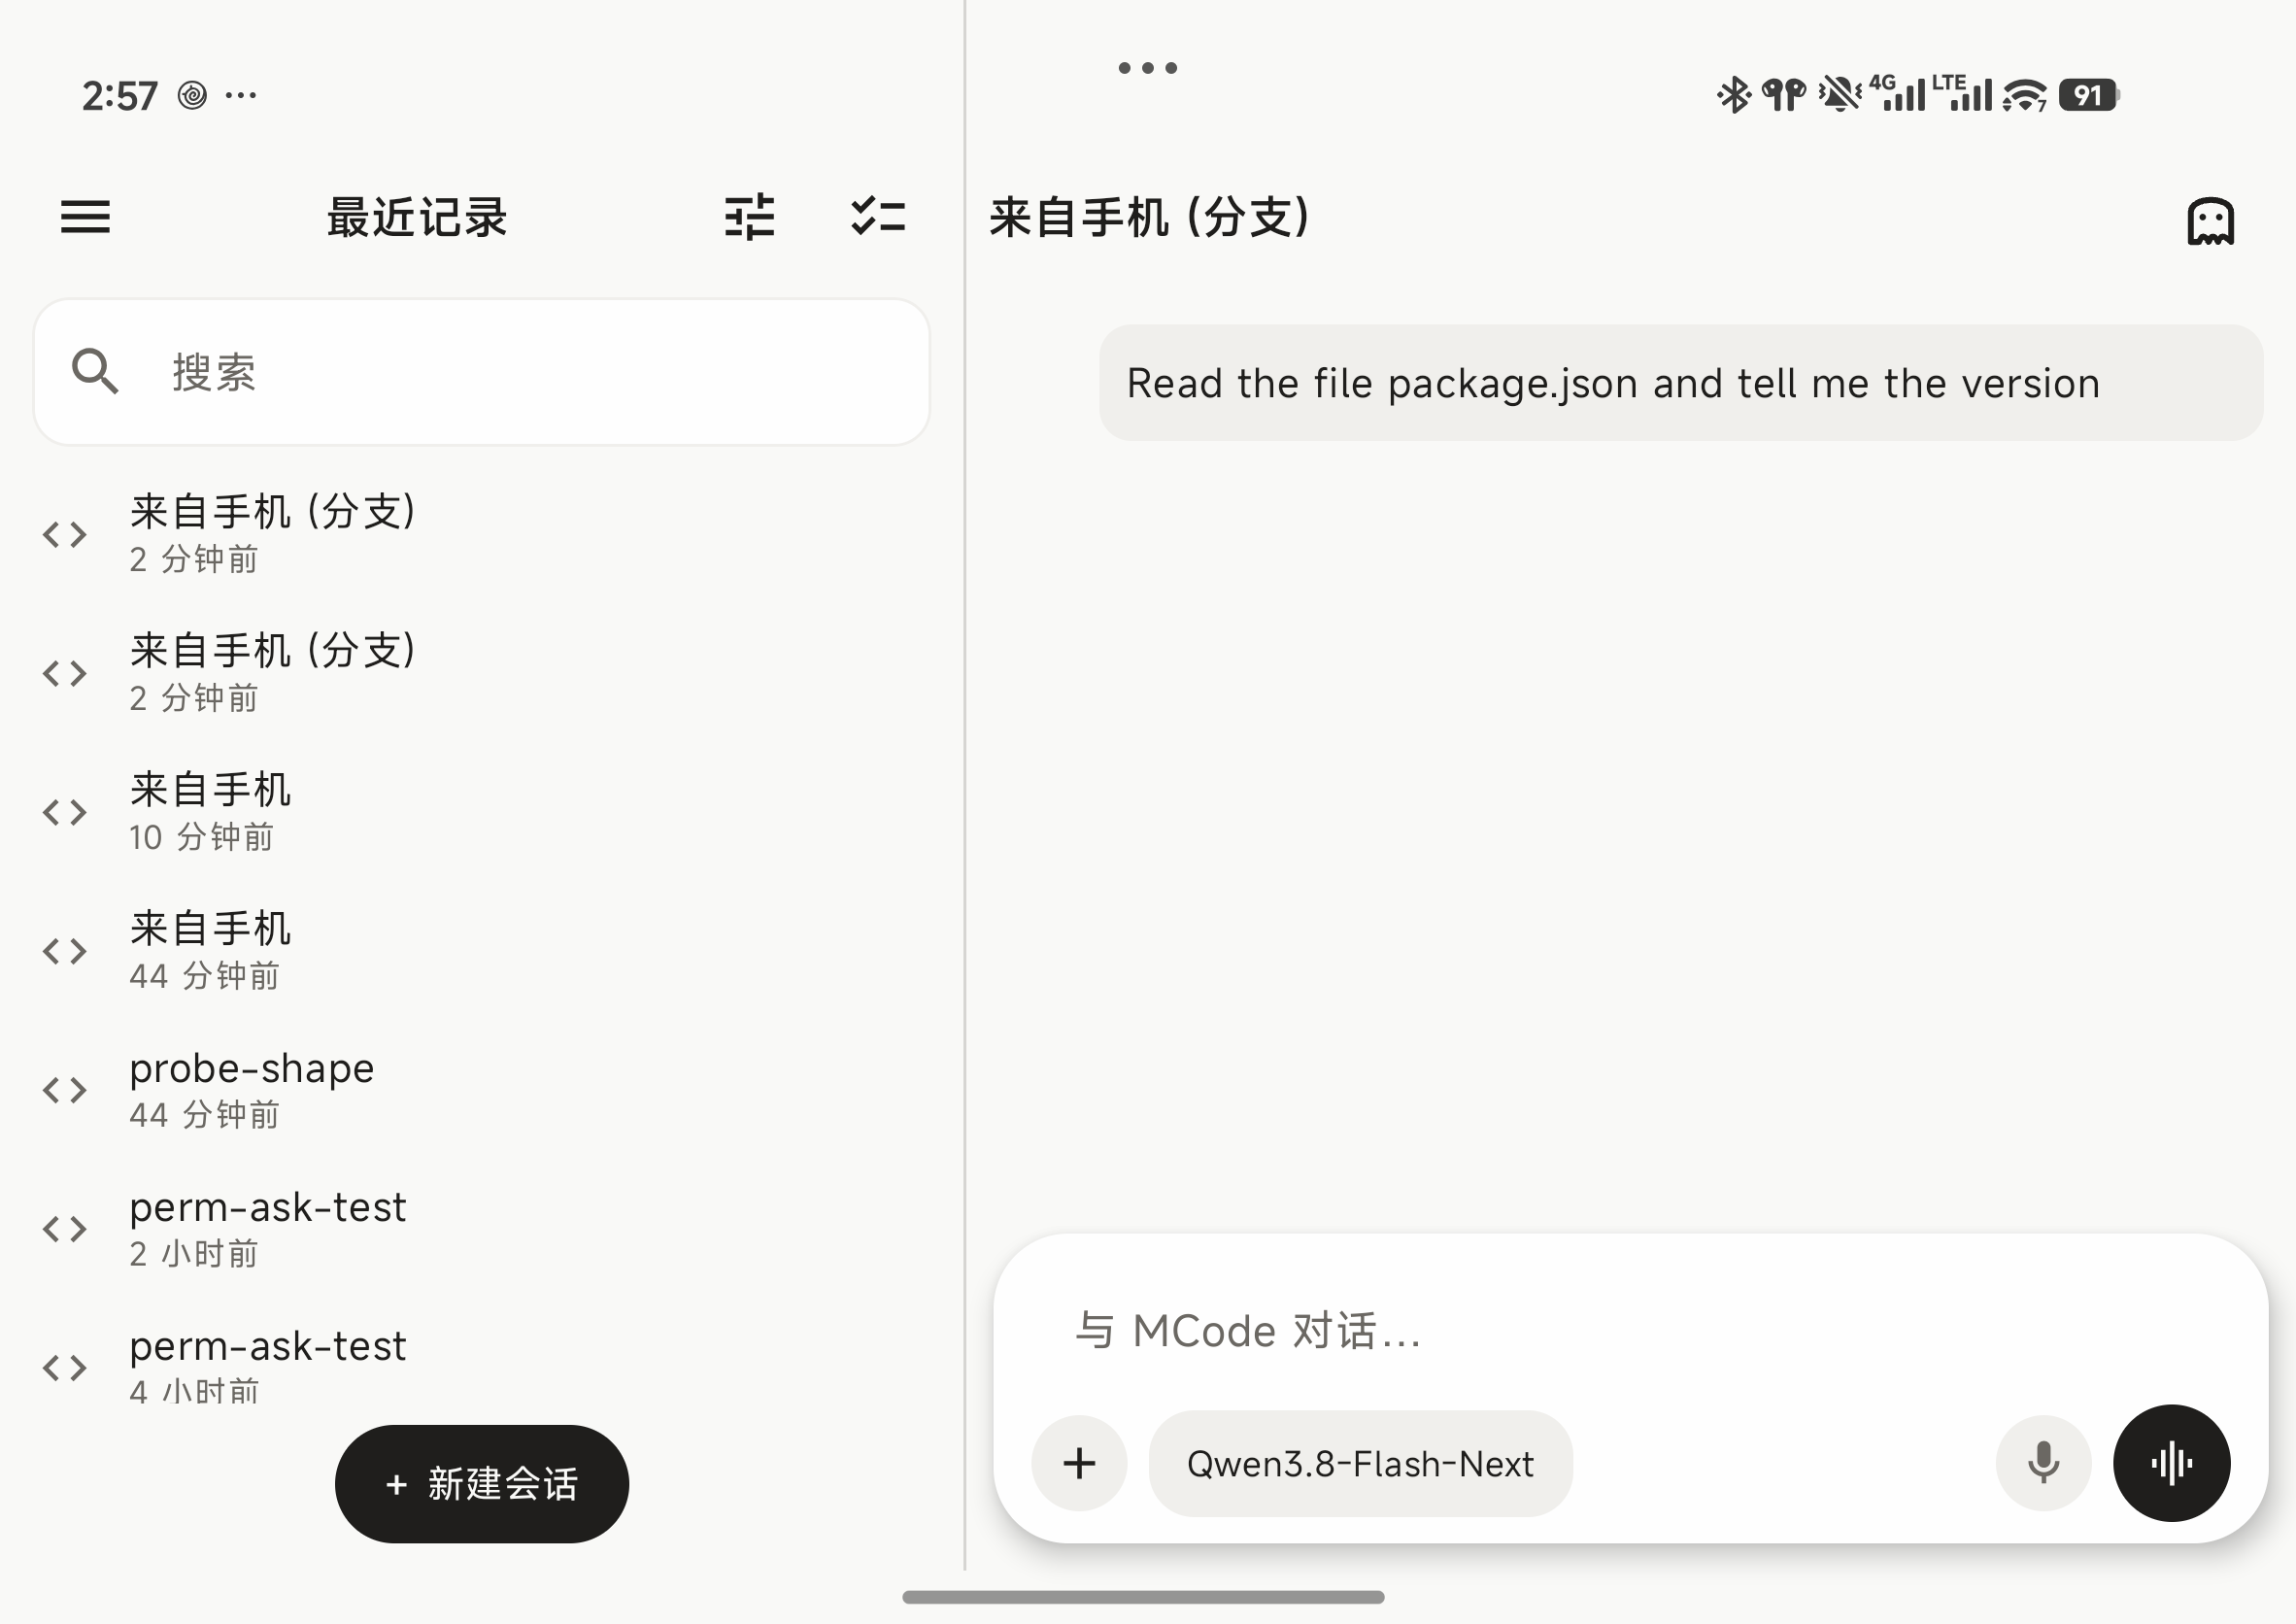 2:57
4G LTE 7 91
最近记录
来自手机 (分支)
搜索
Read the file package.json and tell me the version
来自手机 (分支)
2 分钟前
来自手机 (分支)
2 分钟前
来自手机
10 分钟前
来自手机
44 分钟前
probe-shape
44 分钟前
perm-ask-test
2 小时前
perm-ask-test
4 小时前
+ 新建会话
与 MCode 对话...
Qwen3.8-Flash-Next